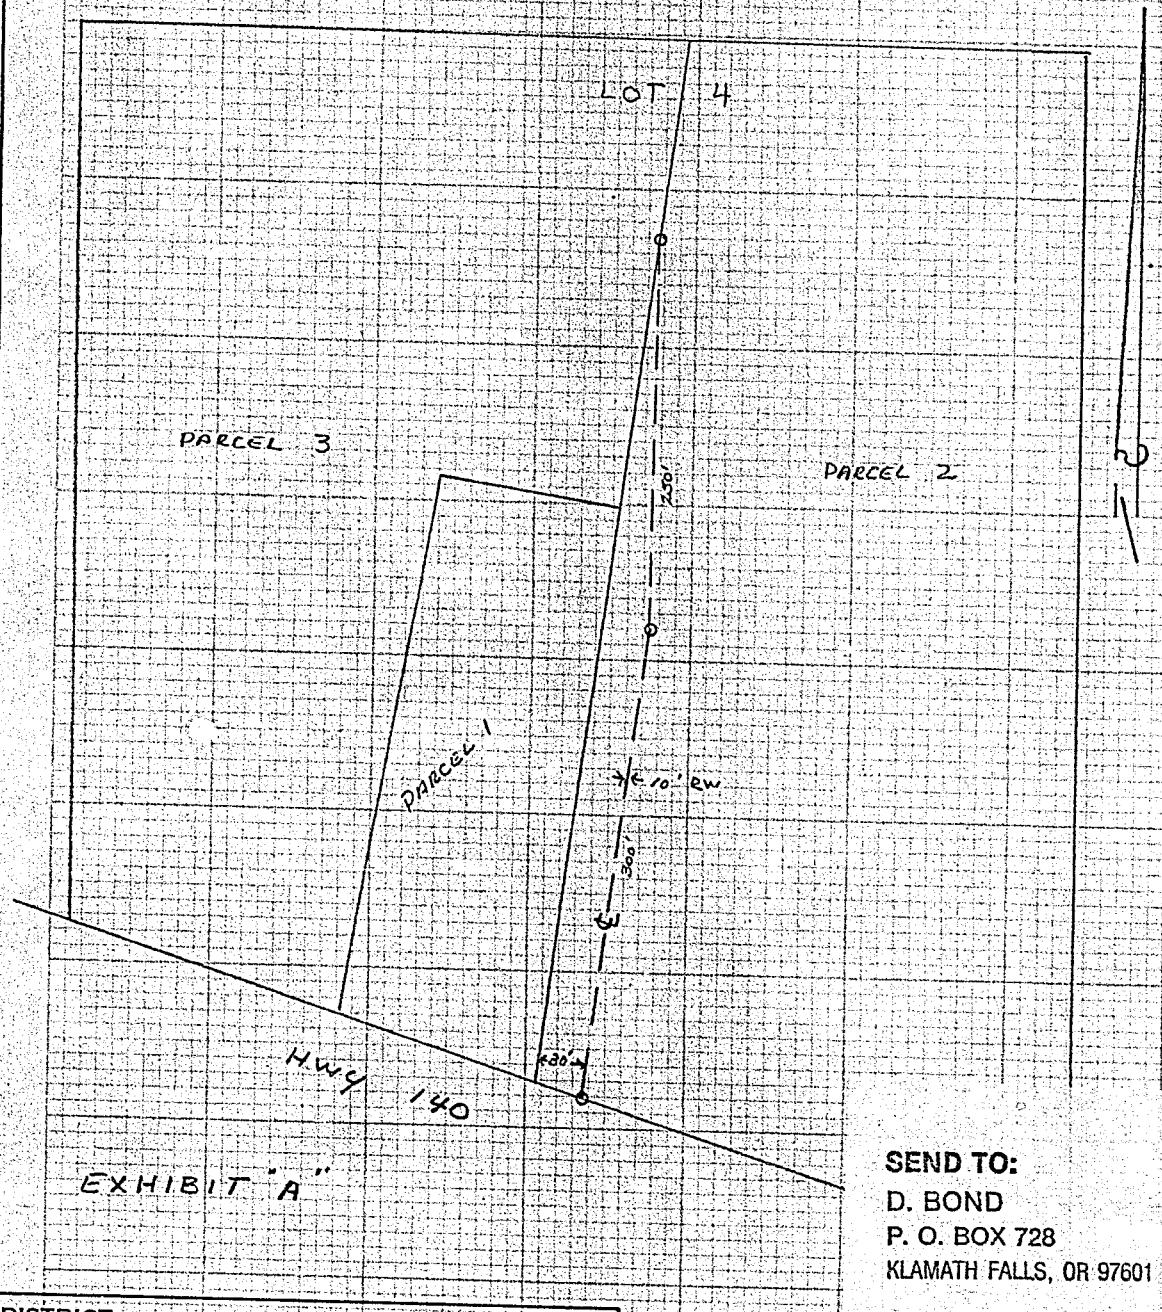 LOT 4
PARCEL 3
PARCEL 2
250'
PARCEL 1
10' RW
300'
30'
HWY 140
EXHIBIT "A"
SEND TO:
D. BOND
P. O. BOX 728
KLAMATH FALLS, OR 97601
DISTRICT